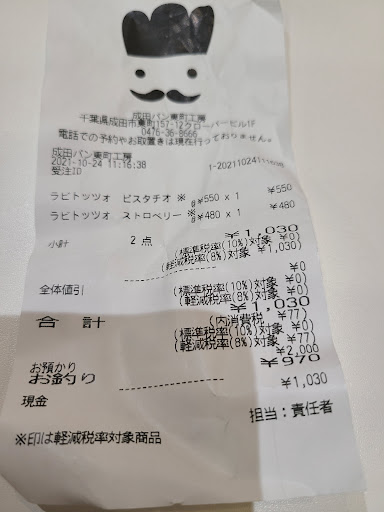 成田パン東町工房
千葉県成田市東町157-12クローバービル1F
0476-36-8666
電話での予約やお取置きは現在行っておりません。
成田パン東町工房
2021-10-24 11:16:38
受注ID 1-20211024111638
ラビトッツオ ピスタチオ ※@¥550 x 1 ¥550
ラビトッツオ ストロベリー ※@¥480 x 1 ¥480
小計 2 点 ¥1,030
(標準税率(10%)対象 ¥0)
(軽減税率(8%)対象 ¥1,030)
全体値引 ¥0
(標準税率(10%)対象 ¥0)
(軽減税率(8%)対象 ¥0)
合 計 ¥1,030
(内消費税 ¥77)
(標準税率(10%)対象 ¥0)
(軽減税率(8%)対象 ¥77)
お預かり ¥2,000
お釣り ¥970
現金 ¥1,030
担当：責任者
※印は軽減税率対象商品